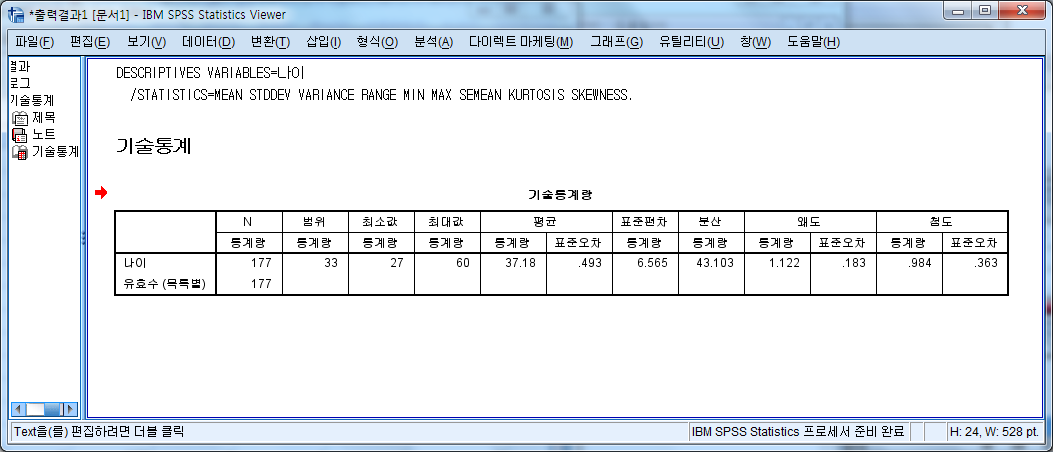 *출력결과1 [문서1] - IBM SPSS Statistics Viewer
파일(F) 편집(E) 보기(V) 데이터(D) 변환(T) 삽입(I) 형식(O) 분석(A) 다이렉트 마케팅(M) 그래프(G) 유틸리티(U) 창(W) 도움말(H)
결과
로그
기술통계
제목
노트
기술통계
DESCRIPTIVES VARIABLES=나이
/STATISTICS=MEAN STDDEV VARIANCE RANGE MIN MAX SEMEAN KURTOSIS SKEWNESS.
기술통계
기술통계량
N 범위 최소값 최대값 평균 표준편차 분산 왜도 첨도
통계량 통계량 통계량 통계량 통계량 표준오차 통계량 통계량 통계량 표준오차 통계량 표준오차
나이 177 33 27 60 37.18 .493 6.565 43.103 1.122 .183 .984 .363
유효수 (목록별) 177
Text을(를) 편집하려면 더블 클릭 IBM SPSS Statistics 프로세서 준비 완료 H: 24, W: 528 pt.